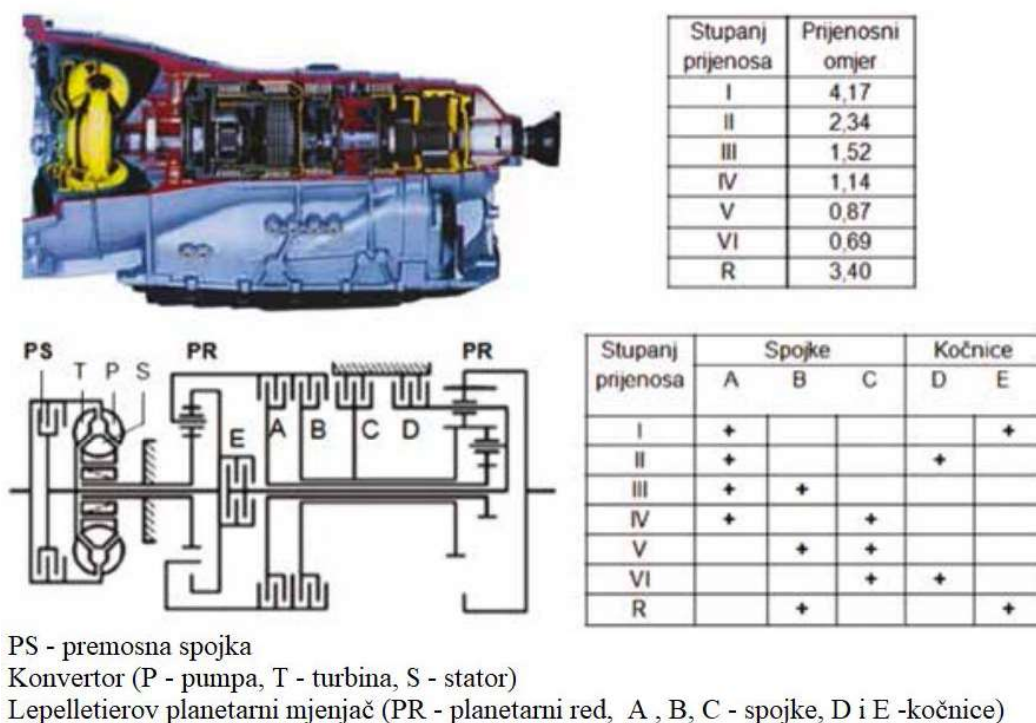 Stupanj prijenosa Prijenosni omjer
I 4,17
II 2,34
III 1,52
IV 1,14
V 0,87
VI 0,69
R 3,40
PS PR PR
T P S
E A B C D
Stupanj prijenosa Spojke Kočnice
A B C D E
I + +
II + +
III + +
IV + +
V + +
VI + +
R + +
PS - premosna spojka
Konvertor (P - pumpa, T - turbina, S - stator)
Lepelletierov planetarni mjenjač (PR - planetarni red, A , B, C - spojke, D i E -kočnice)